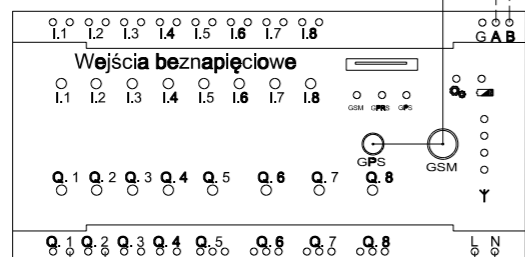 I.1 I.2 I.3 I.4 I.5 I.6 I.7 I.8 G A B
Wejścia beznapięciowe
I.1 I.2 I.3 I.4 I.5 I.6 I.7 I.8
GSM GPRS GPS
GPS GSM
Q. 1 Q. 2 Q. 3 Q. 4 Q. 5 Q. 6 Q. 7 Q. 8
Q. 1 Q. 2 Q. 3 Q. 4 Q. 5 Q. 6 Q. 7 Q. 8 L N